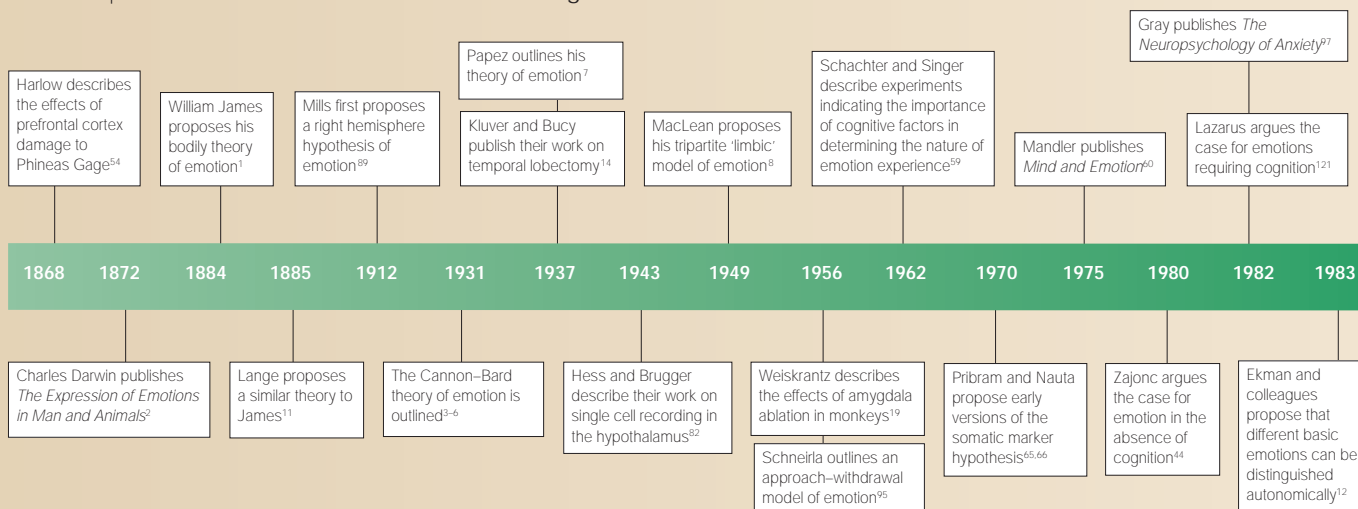 Gray publishes The
Neuropsychology of Anxiety97
Papez outlines his
theory of emotion7
Schachter and Singer
describe experiments
indicating the importance
of cognitive factors in
determining the nature of
emotion experience59
Harlow describes
the effects of
prefrontal cortex
damage to
Phineas Gage54
William James
proposes his
bodily theory
of emotion1
Mills first proposes
a right hemisphere
hypothesis of
emotion89
Kluver and Bucy
publish their work on
temporal lobectomy14
MacLean proposes
his tripartite ‘limbic’
model of emotion8
Mandler publishes
Mind and Emotion60
Lazarus argues the
case for emotions
requiring cognition121
1868 1872 1884 1885 1912 1931 1937 1943 1949 1956 1962 1970 1975 1980 1982 1983
Charles Darwin publishes
The Expression of Emotions
in Man and Animals2
Lange proposes
a similar theory to
James11
The Cannon–Bard
theory of emotion is
outlined3–6
Hess and Brugger
describe their work on
single cell recording in
the hypothalamus82
Weiskrantz describes
the effects of amygdala
ablation in monkeys19
Schneirla outlines an
approach–withdrawal
model of emotion95
Pribram and Nauta
propose early
versions of the
somatic marker
hypothesis65,66
Zajonc argues
the case for
emotion in the
absence of
cognition44
Ekman and
colleagues
propose that
different basic
emotions can be
distinguished
autonomically12